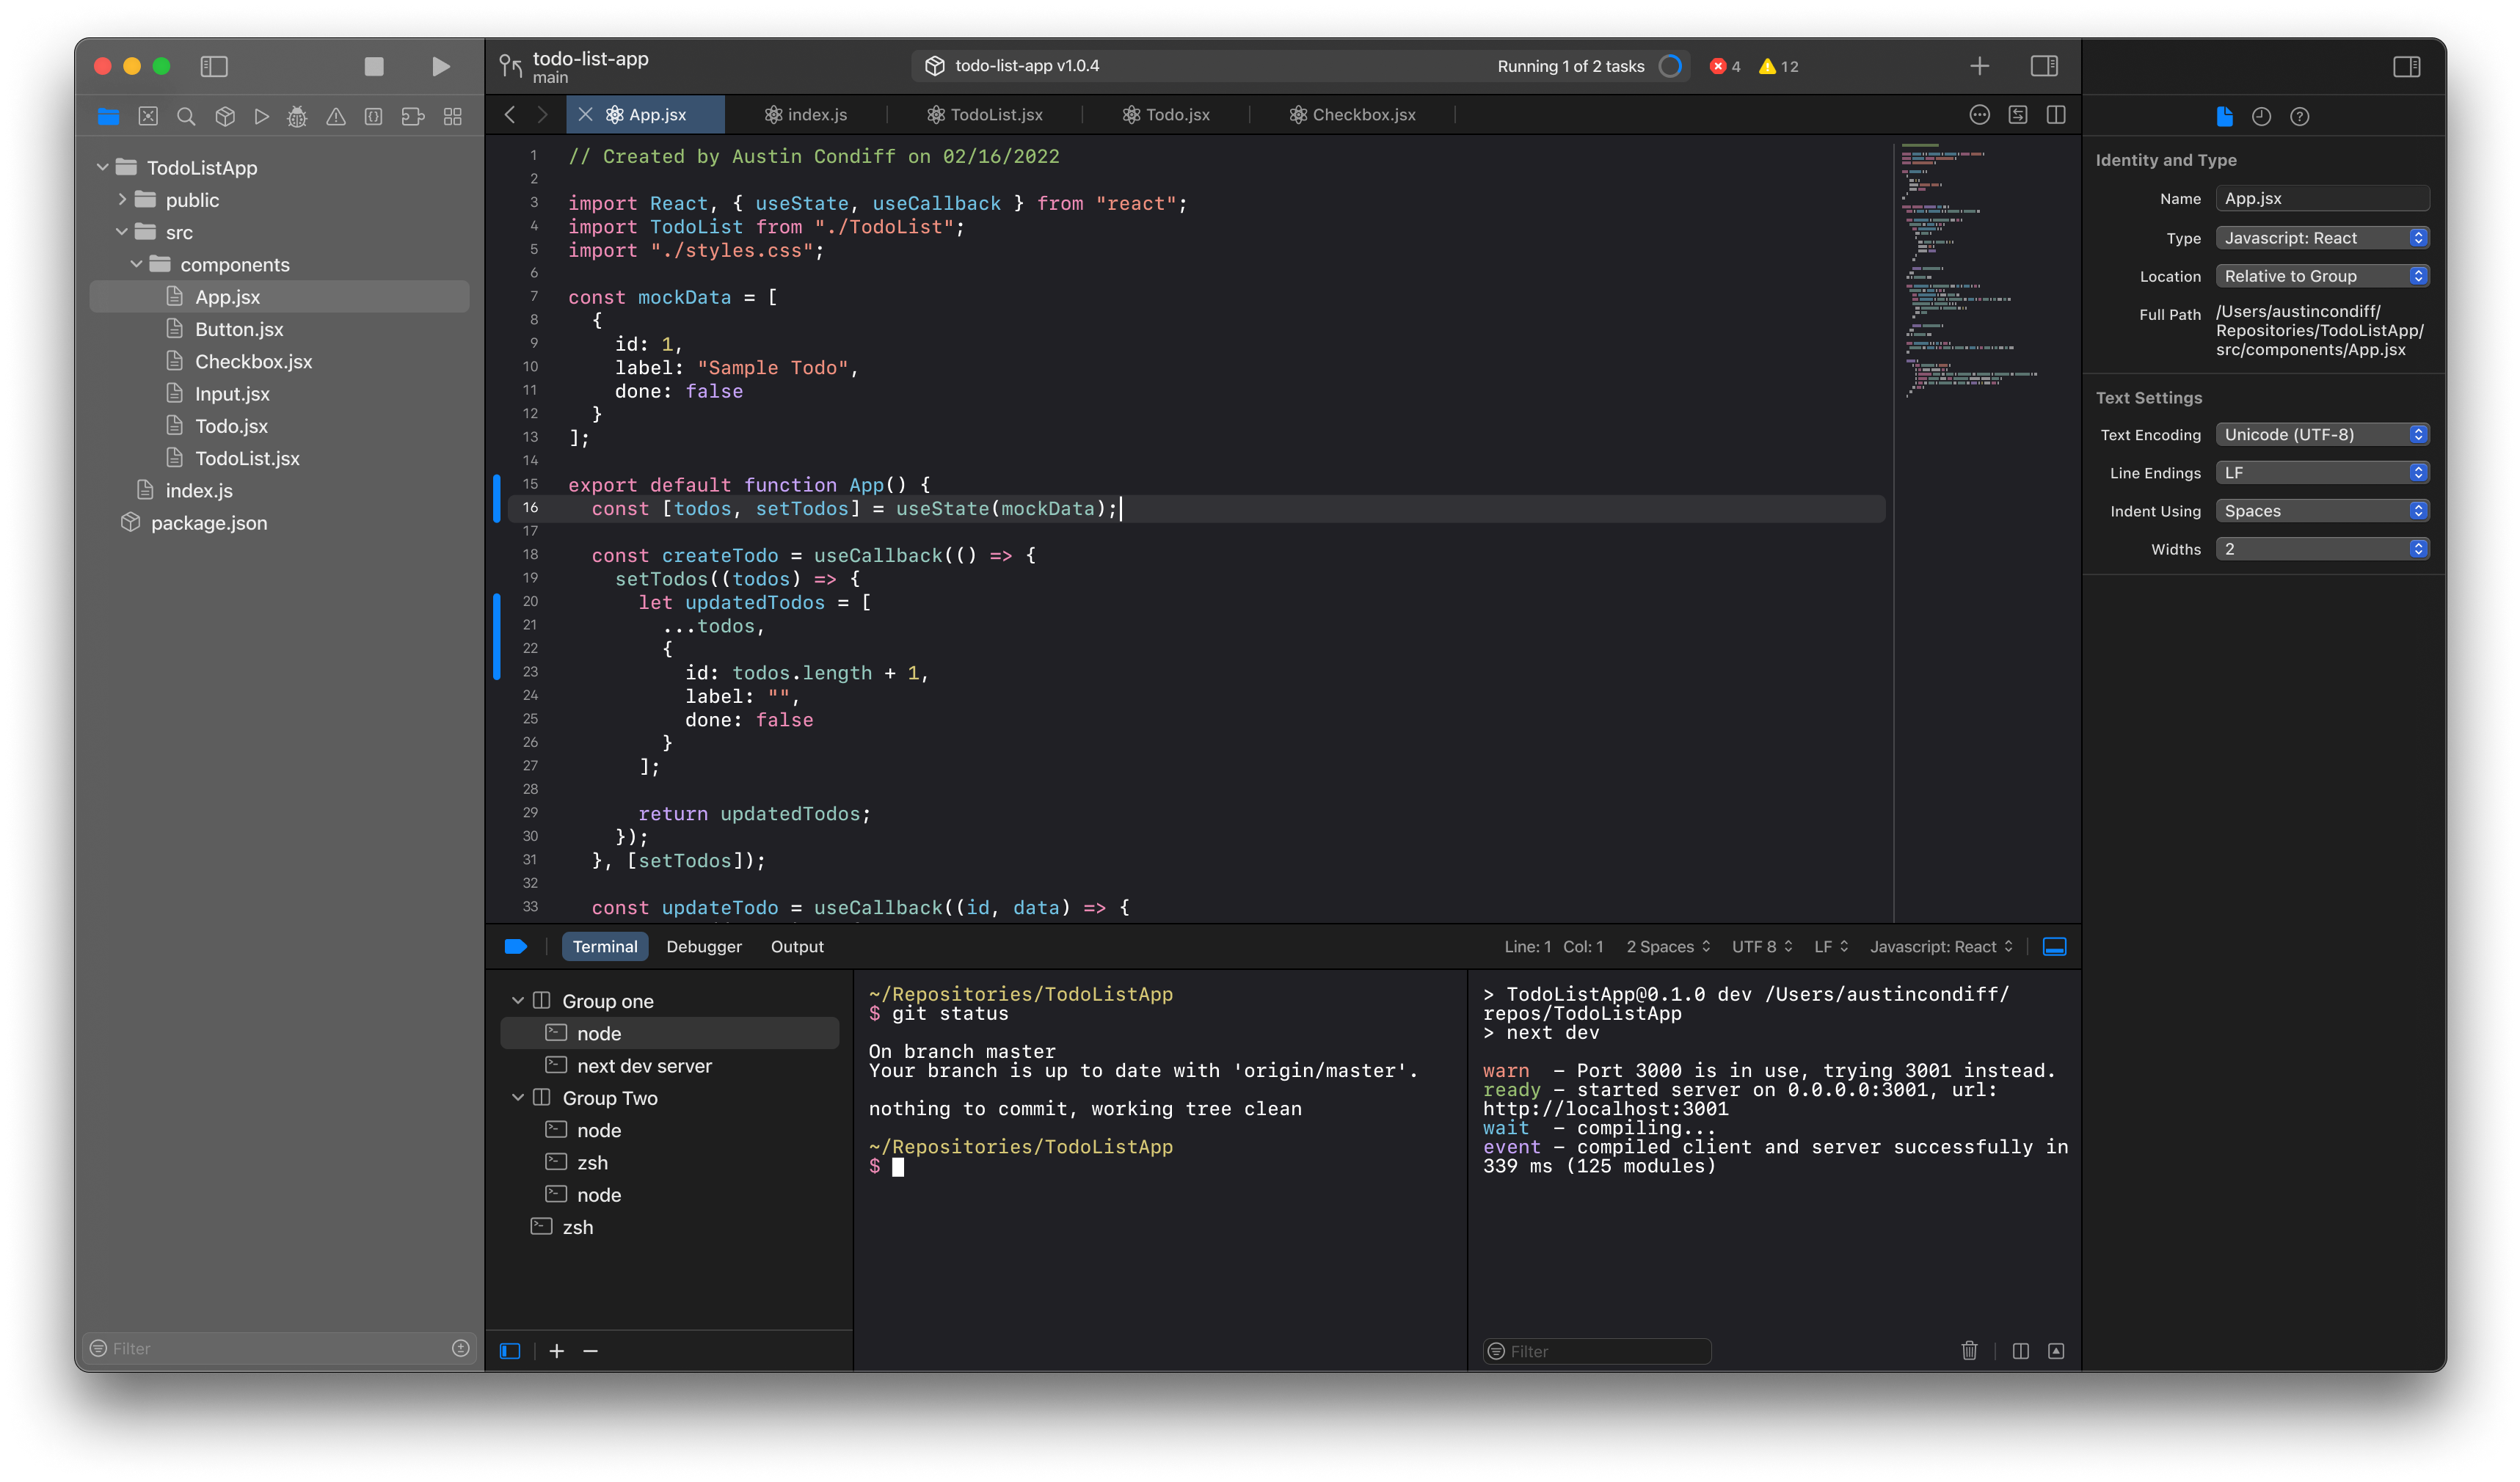 todo-list-app
main
todo-list-app v1.0.4
Running 1 of 2 tasks
4
12
TodoListApp
public
src
components
App.jsx
Button.jsx
Checkbox.jsx
Input.jsx
Todo.jsx
TodoList.jsx
index.js
package.json
Filter
App.jsx
index.js
TodoList.jsx
Todo.jsx
Checkbox.jsx
1 // Created by Austin Condiff on 02/16/2022
2
3 import React, { useState, useCallback } from "react";
4 import TodoList from "./TodoList";
5 import "./styles.css";
6
7 const mockData = [
8 {
9 id: 1,
10 label: "Sample Todo",
11 done: false
12 }
13 ];
14
15 export default function App() {
16 const [todos, setTodos] = useState(mockData);
17
18 const createTodo = useCallback(() => {
19 setTodos((todos) => {
20 let updatedTodos = [
21 ...todos,
22 {
23 id: todos.length + 1,
24 label: "",
25 done: false
26 }
27 ];
28
29 return updatedTodos;
30 });
31 }, [setTodos]);
32
33 const updateTodo = useCallback((id, data) => {
Terminal
Debugger
Output
Line: 1 Col: 1
2 Spaces
UTF 8
LF
Javascript: React
Group one
node
next dev server
Group Two
node
zsh
node
zsh
~/Repositories/TodoListApp
$ git status
On branch master
Your branch is up to date with 'origin/master'.
nothing to commit, working tree clean
~/Repositories/TodoListApp
$
> TodoListApp@0.1.0 dev /Users/austincondiff/
repos/TodoListApp
> next dev
warn – Port 3000 is in use, trying 3001 instead.
ready – started server on 0.0.0.0:3001, url:
http://localhost:3001
wait – compiling...
event – compiled client and server successfully in
339 ms (125 modules)
Filter
Identity and Type
Name App.jsx
Type Javascript: React
Location Relative to Group
Full Path /Users/austincondiff/
Repositories/TodoListApp/
src/components/App.jsx
Text Settings
Text Encoding Unicode (UTF-8)
Line Endings LF
Indent Using Spaces
Widths 2